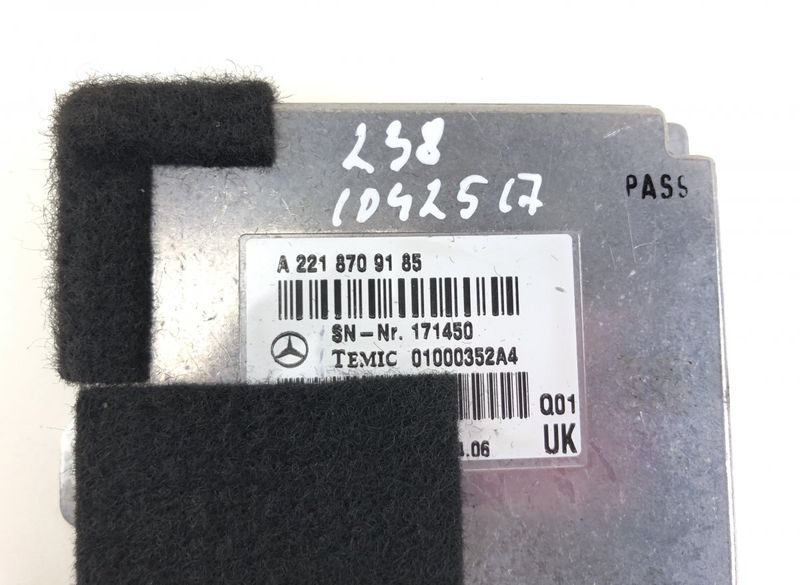 238
1042517
PASS
A 221 870 91 85
SN-Nr. 171450
TEMIC 01000352A4
Q01
.06 UK